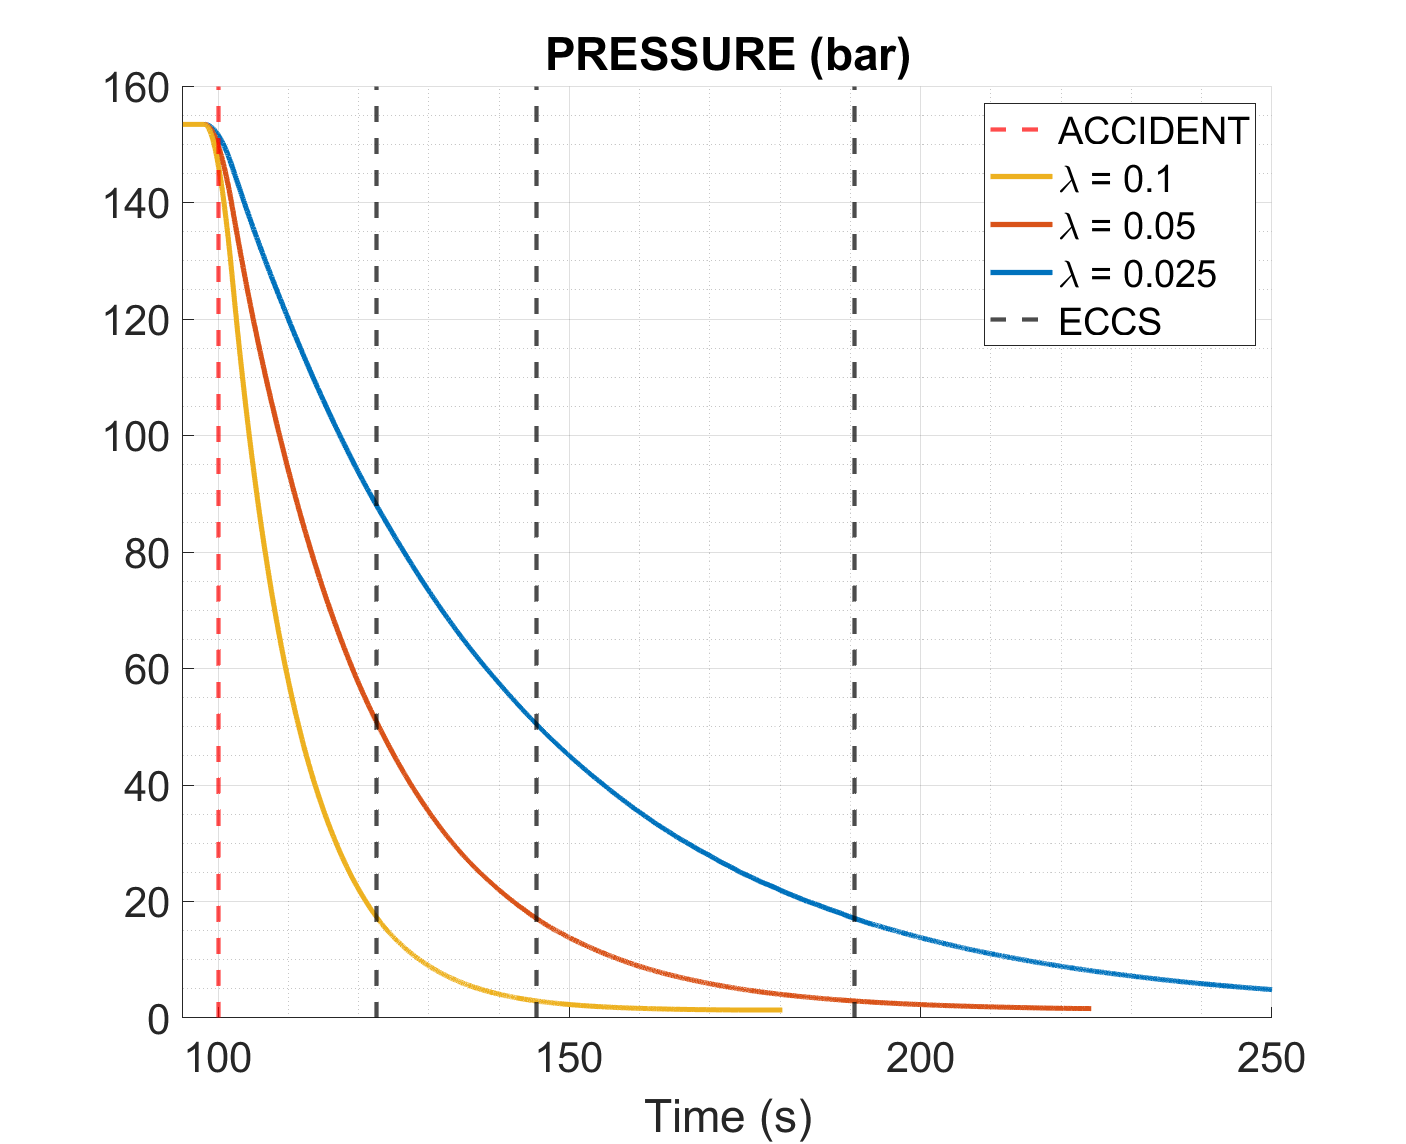 PRESSURE (bar)
160
140
120
100
80
60
40
20
0
ACCIDENT
λ = 0.1
λ = 0.05
λ = 0.025
ECCS
100 150 200 250
Time (s)